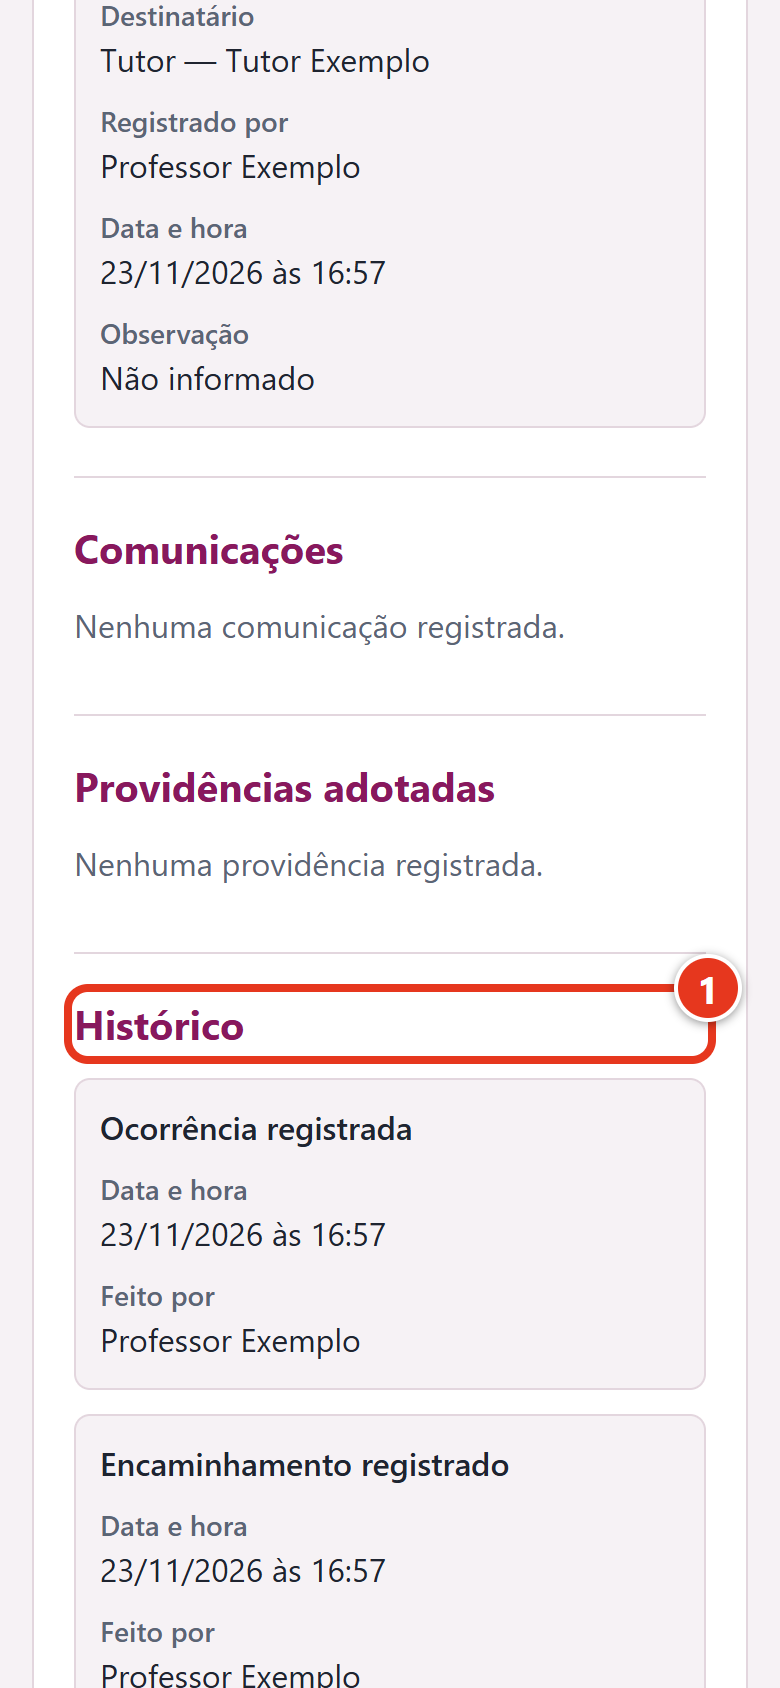 Destinatário
Tutor — Tutor Exemplo
Registrado por
Professor Exemplo
Data e hora
23/11/2026 às 16:57
Observação
Não informado
Comunicações
Nenhuma comunicação registrada.
Providências adotadas
Nenhuma providência registrada.
1
Histórico
Ocorrência registrada
Data e hora
23/11/2026 às 16:57
Feito por
Professor Exemplo
Encaminhamento registrado
Data e hora
23/11/2026 às 16:57
Feito por
Professor Exemplo